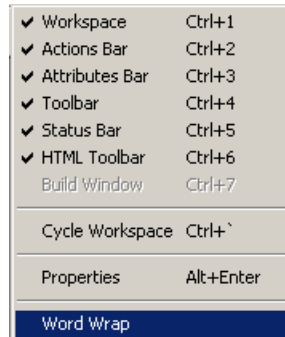 Workspace Ctrl+1
Actions Bar Ctrl+2
Attributes Bar Ctrl+3
Toolbar Ctrl+4
Status Bar Ctrl+5
HTML Toolbar Ctrl+6
Build Window Ctrl+7
Cycle Workspace Ctrl+`
Properties Alt+Enter
Word Wrap